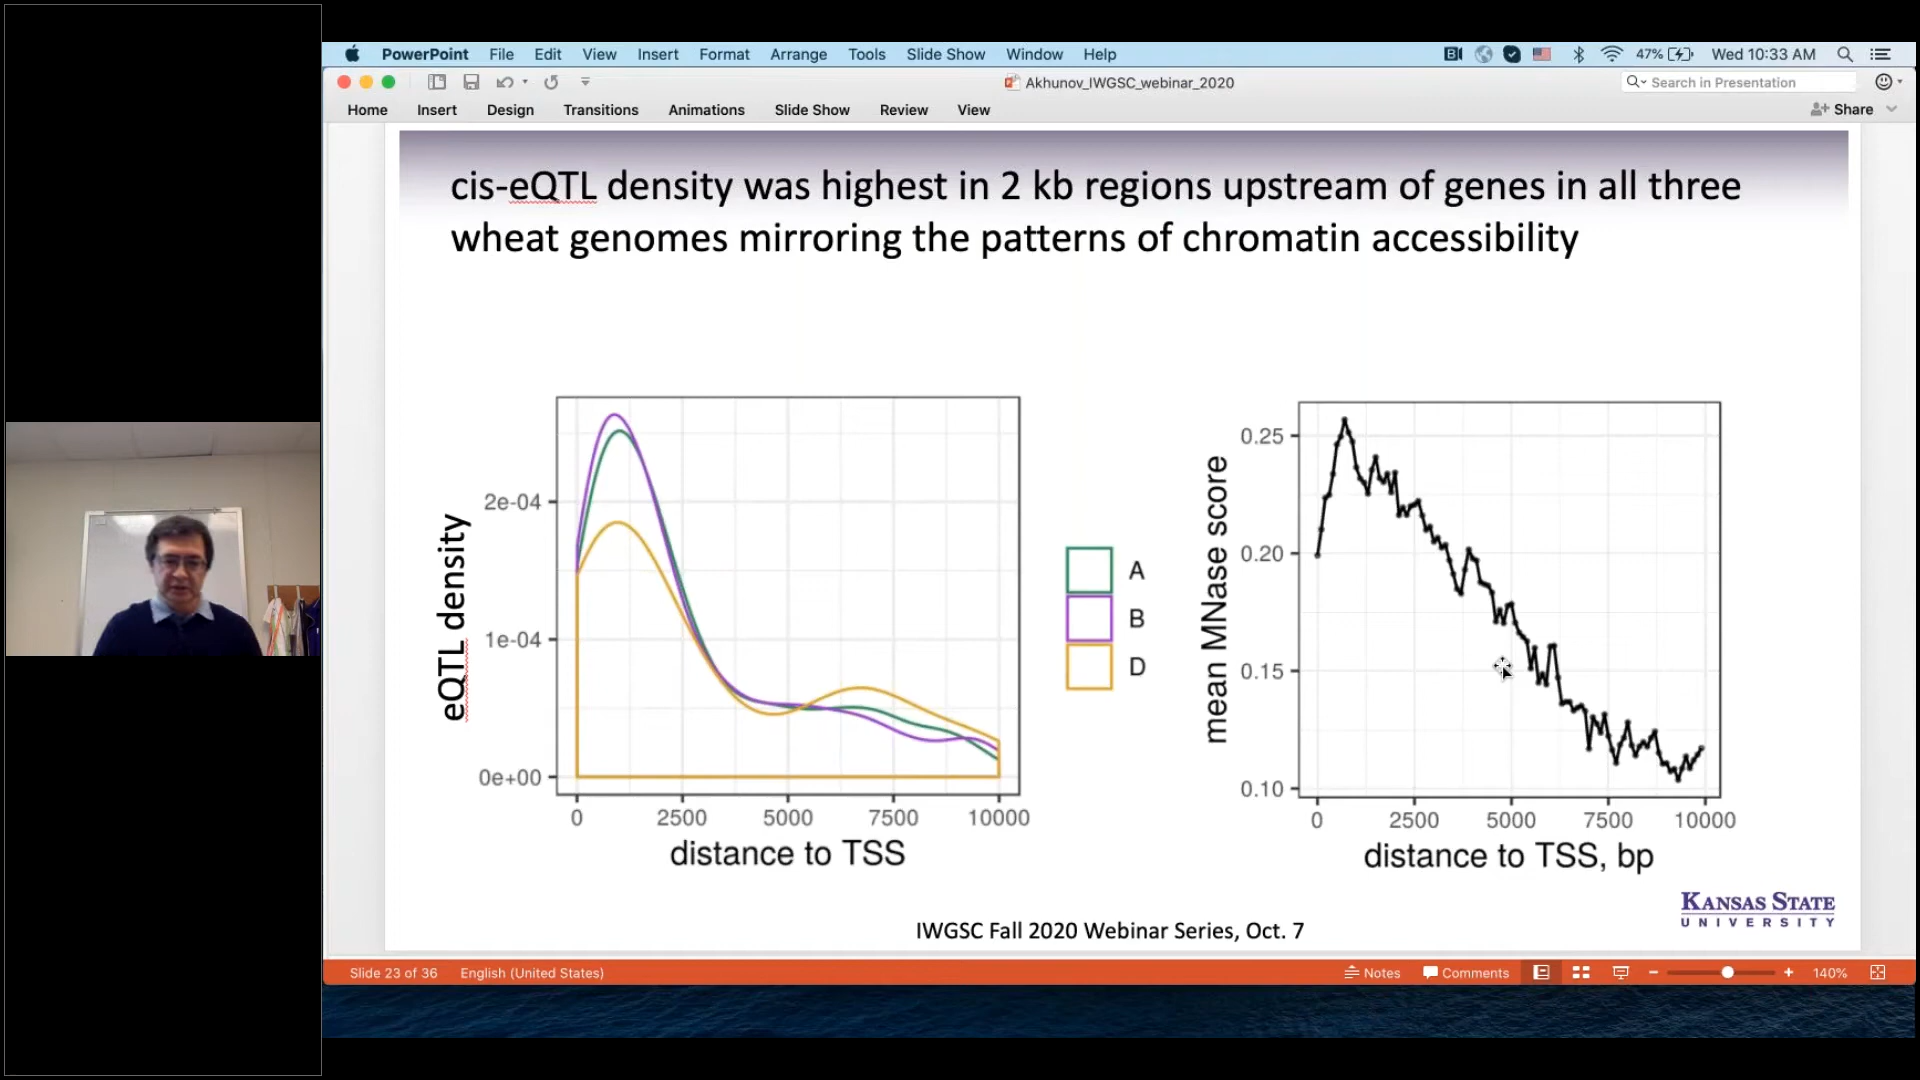 PowerPoint File Edit View Insert Format Arrange Tools Slide Show Window Help 47% Wed 10:33 AM
Akhunov_IWGSC_webinar_2020 Search in Presentation
Home Insert Design Transitions Animations Slide Show Review View Share
cis-eQTL density was highest in 2 kb regions upstream of genes in all three
wheat genomes mirroring the patterns of chromatin accessibility
eQTL density
2e-04
1e-04
0e+00
0 2500 5000 7500 10000
distance to TSS
A
B
D
mean MNase score
0.25
0.20
0.15
0.10
0 2500 5000 7500 10000
distance to TSS, bp
KANSAS STATE
UNIVERSITY
IWGSC Fall 2020 Webinar Series, Oct. 7
Slide 23 of 36 English (United States) Notes Comments 140%